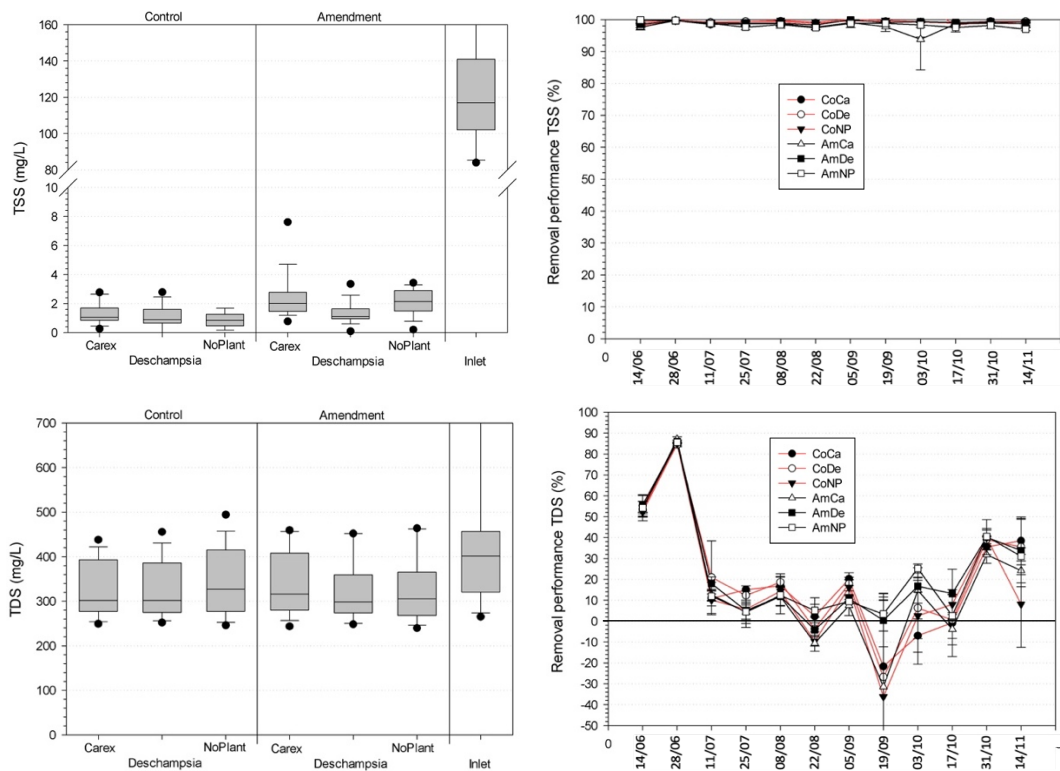 Control Amendment
TSS (mg/L)
160
140
120
100
80
10
8
6
4
2
0
Carex NoPlant Carex NoPlant
Deschampsia Deschampsia Inlet
Removal performance TSS (%)
100
90
80
70
60
50
40
30
20
10
0
CoCa
CoDe
CoNP
AmCa
AmDe
AmNP
0 14/06 28/06 11/07 25/07 08/08 22/08 05/09 19/09 03/10 17/10 31/10 14/11
Control Amendment
TDS (mg/L)
700
600
500
400
300
200
100
0
Carex NoPlant Carex NoPlant
Deschampsia Deschampsia Inlet
Removal performance TDS (%)
100
90
80
70
60
50
40
30
20
10
0
-10
-20
-30
-40
-50
CoCa
CoDe
CoNP
AmCa
AmDe
AmNP
0 14/06 28/06 11/07 25/07 08/08 22/08 05/09 19/09 03/10 17/10 31/10 14/11